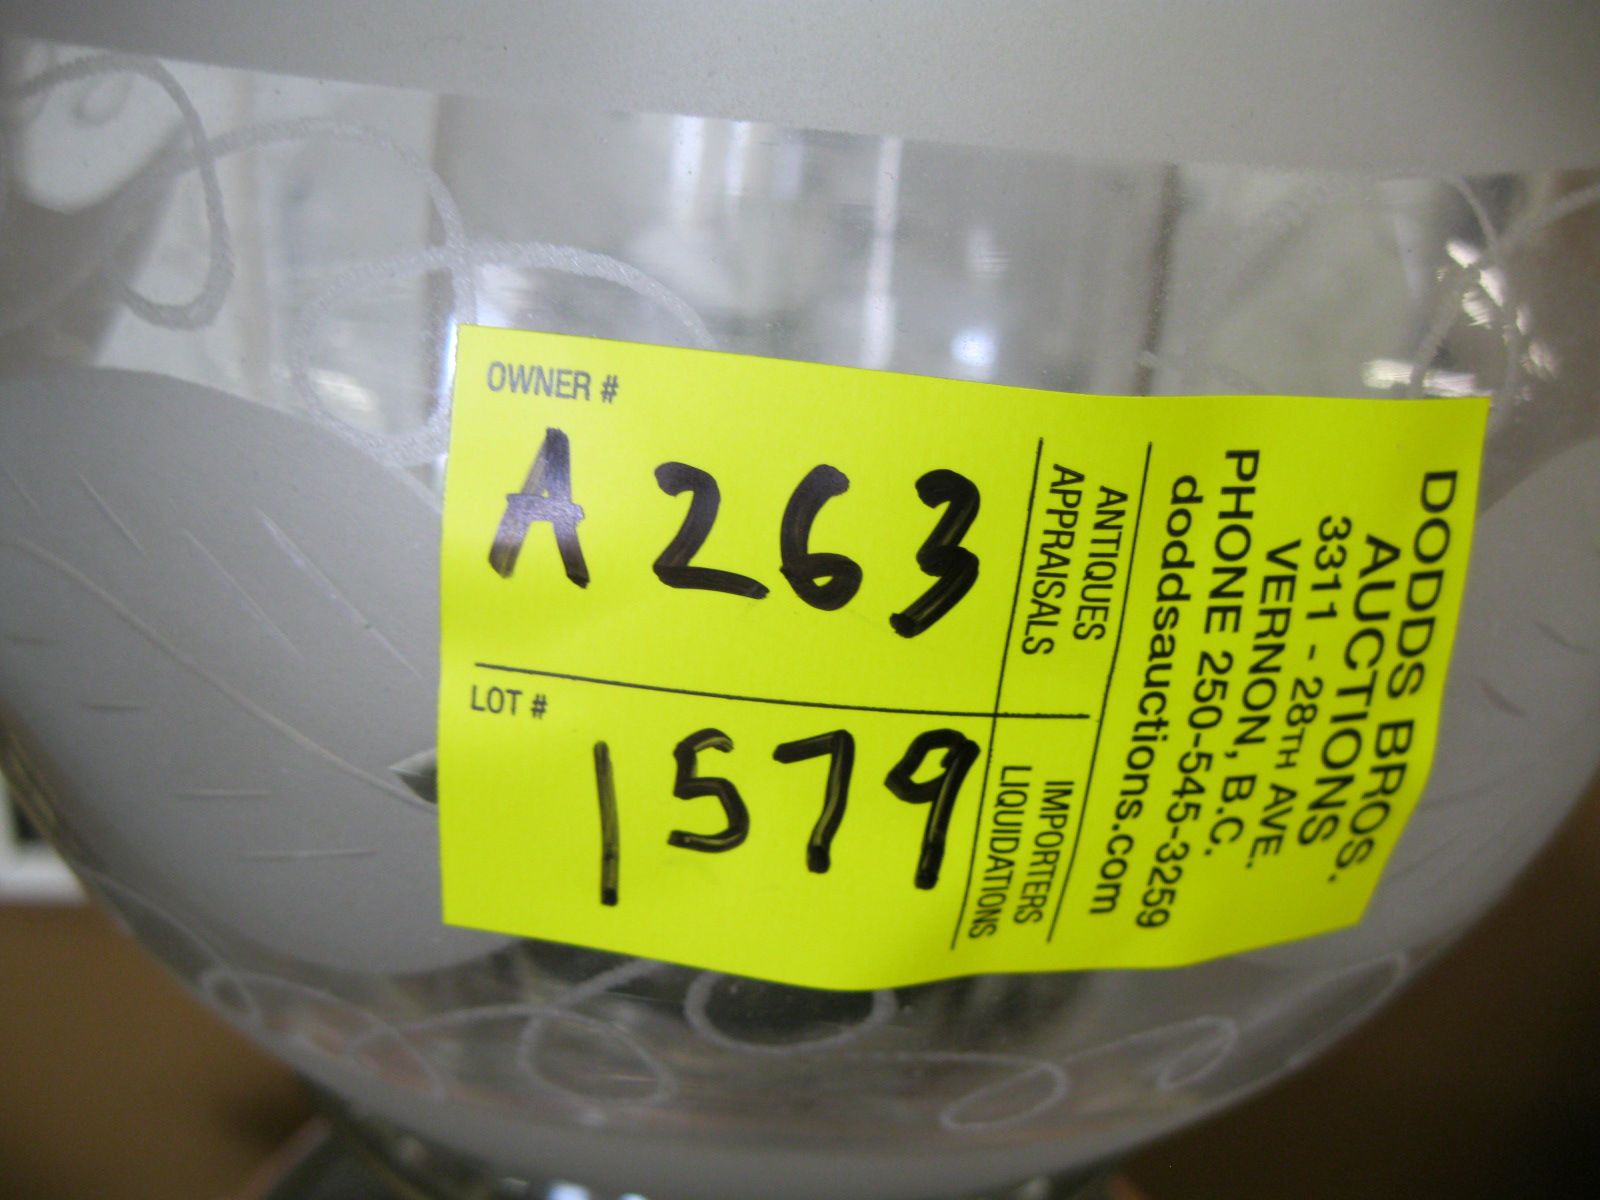 OWNER #
A 263
LOT #
1579
ANTIQUES
APPRAISALS
IMPORTERS
LIQUIDATIONS
DODDS BROS.
AUCTIONS
3311 - 28TH AVE.
VERNON, B.C.
PHONE 250-545-3259
doddsauctions.com